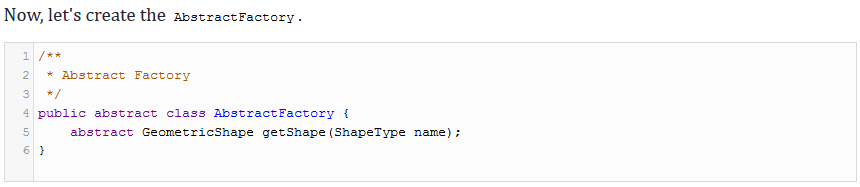 Now, let's create the AbstractFactory.
1 /**
2  * Abstract Factory
3  */
4 public abstract class AbstractFactory {
5     abstract GeometricShape getShape(ShapeType name);
6 }